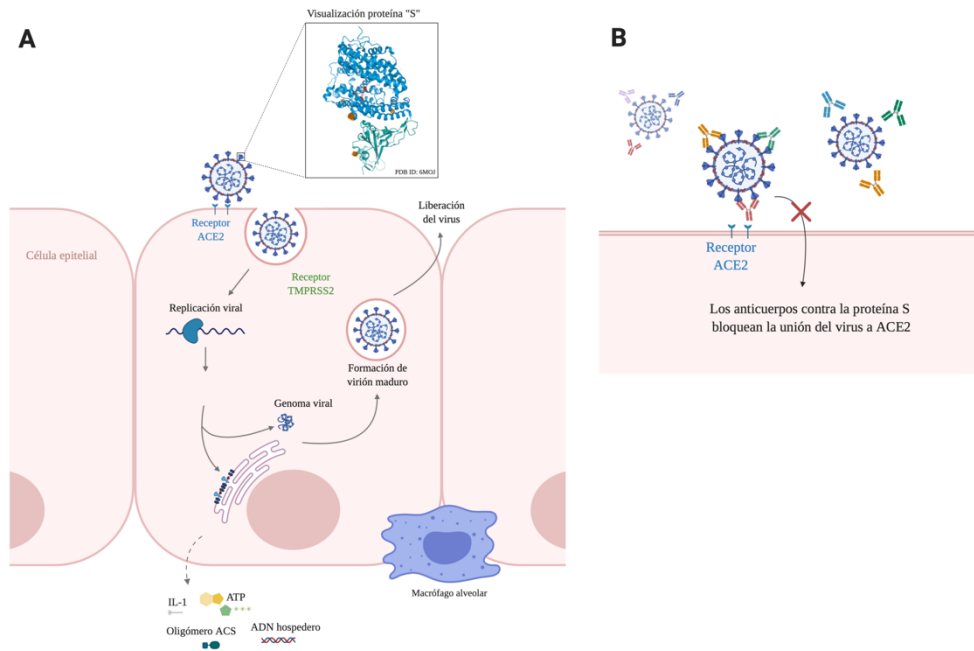 Visualización proteína "S"
A
PDB ID: 6MOJ
Receptor
ACE2
Célula epitelial
Receptor
TMPRSS2
Liberación
del virus
Replicación viral
Formación de
virión maduro
Genoma viral
Macrófago alveolar
IL-1
ATP
Oligómero ACS
ADN hospedero
B
Receptor
ACE2
Los anticuerpos contra la proteína S
bloquean la unión del virus a ACE2